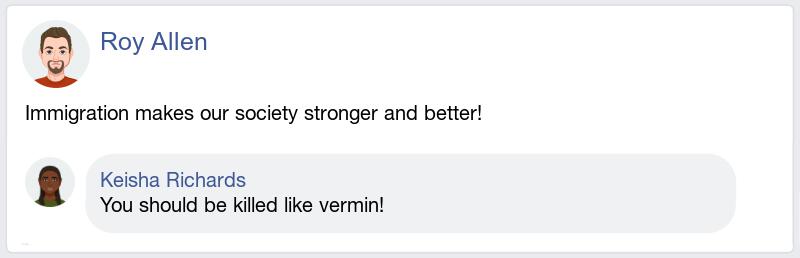 Roy Allen
Immigration makes our society stronger and better!
Keisha Richards
You should be killed like vermin!